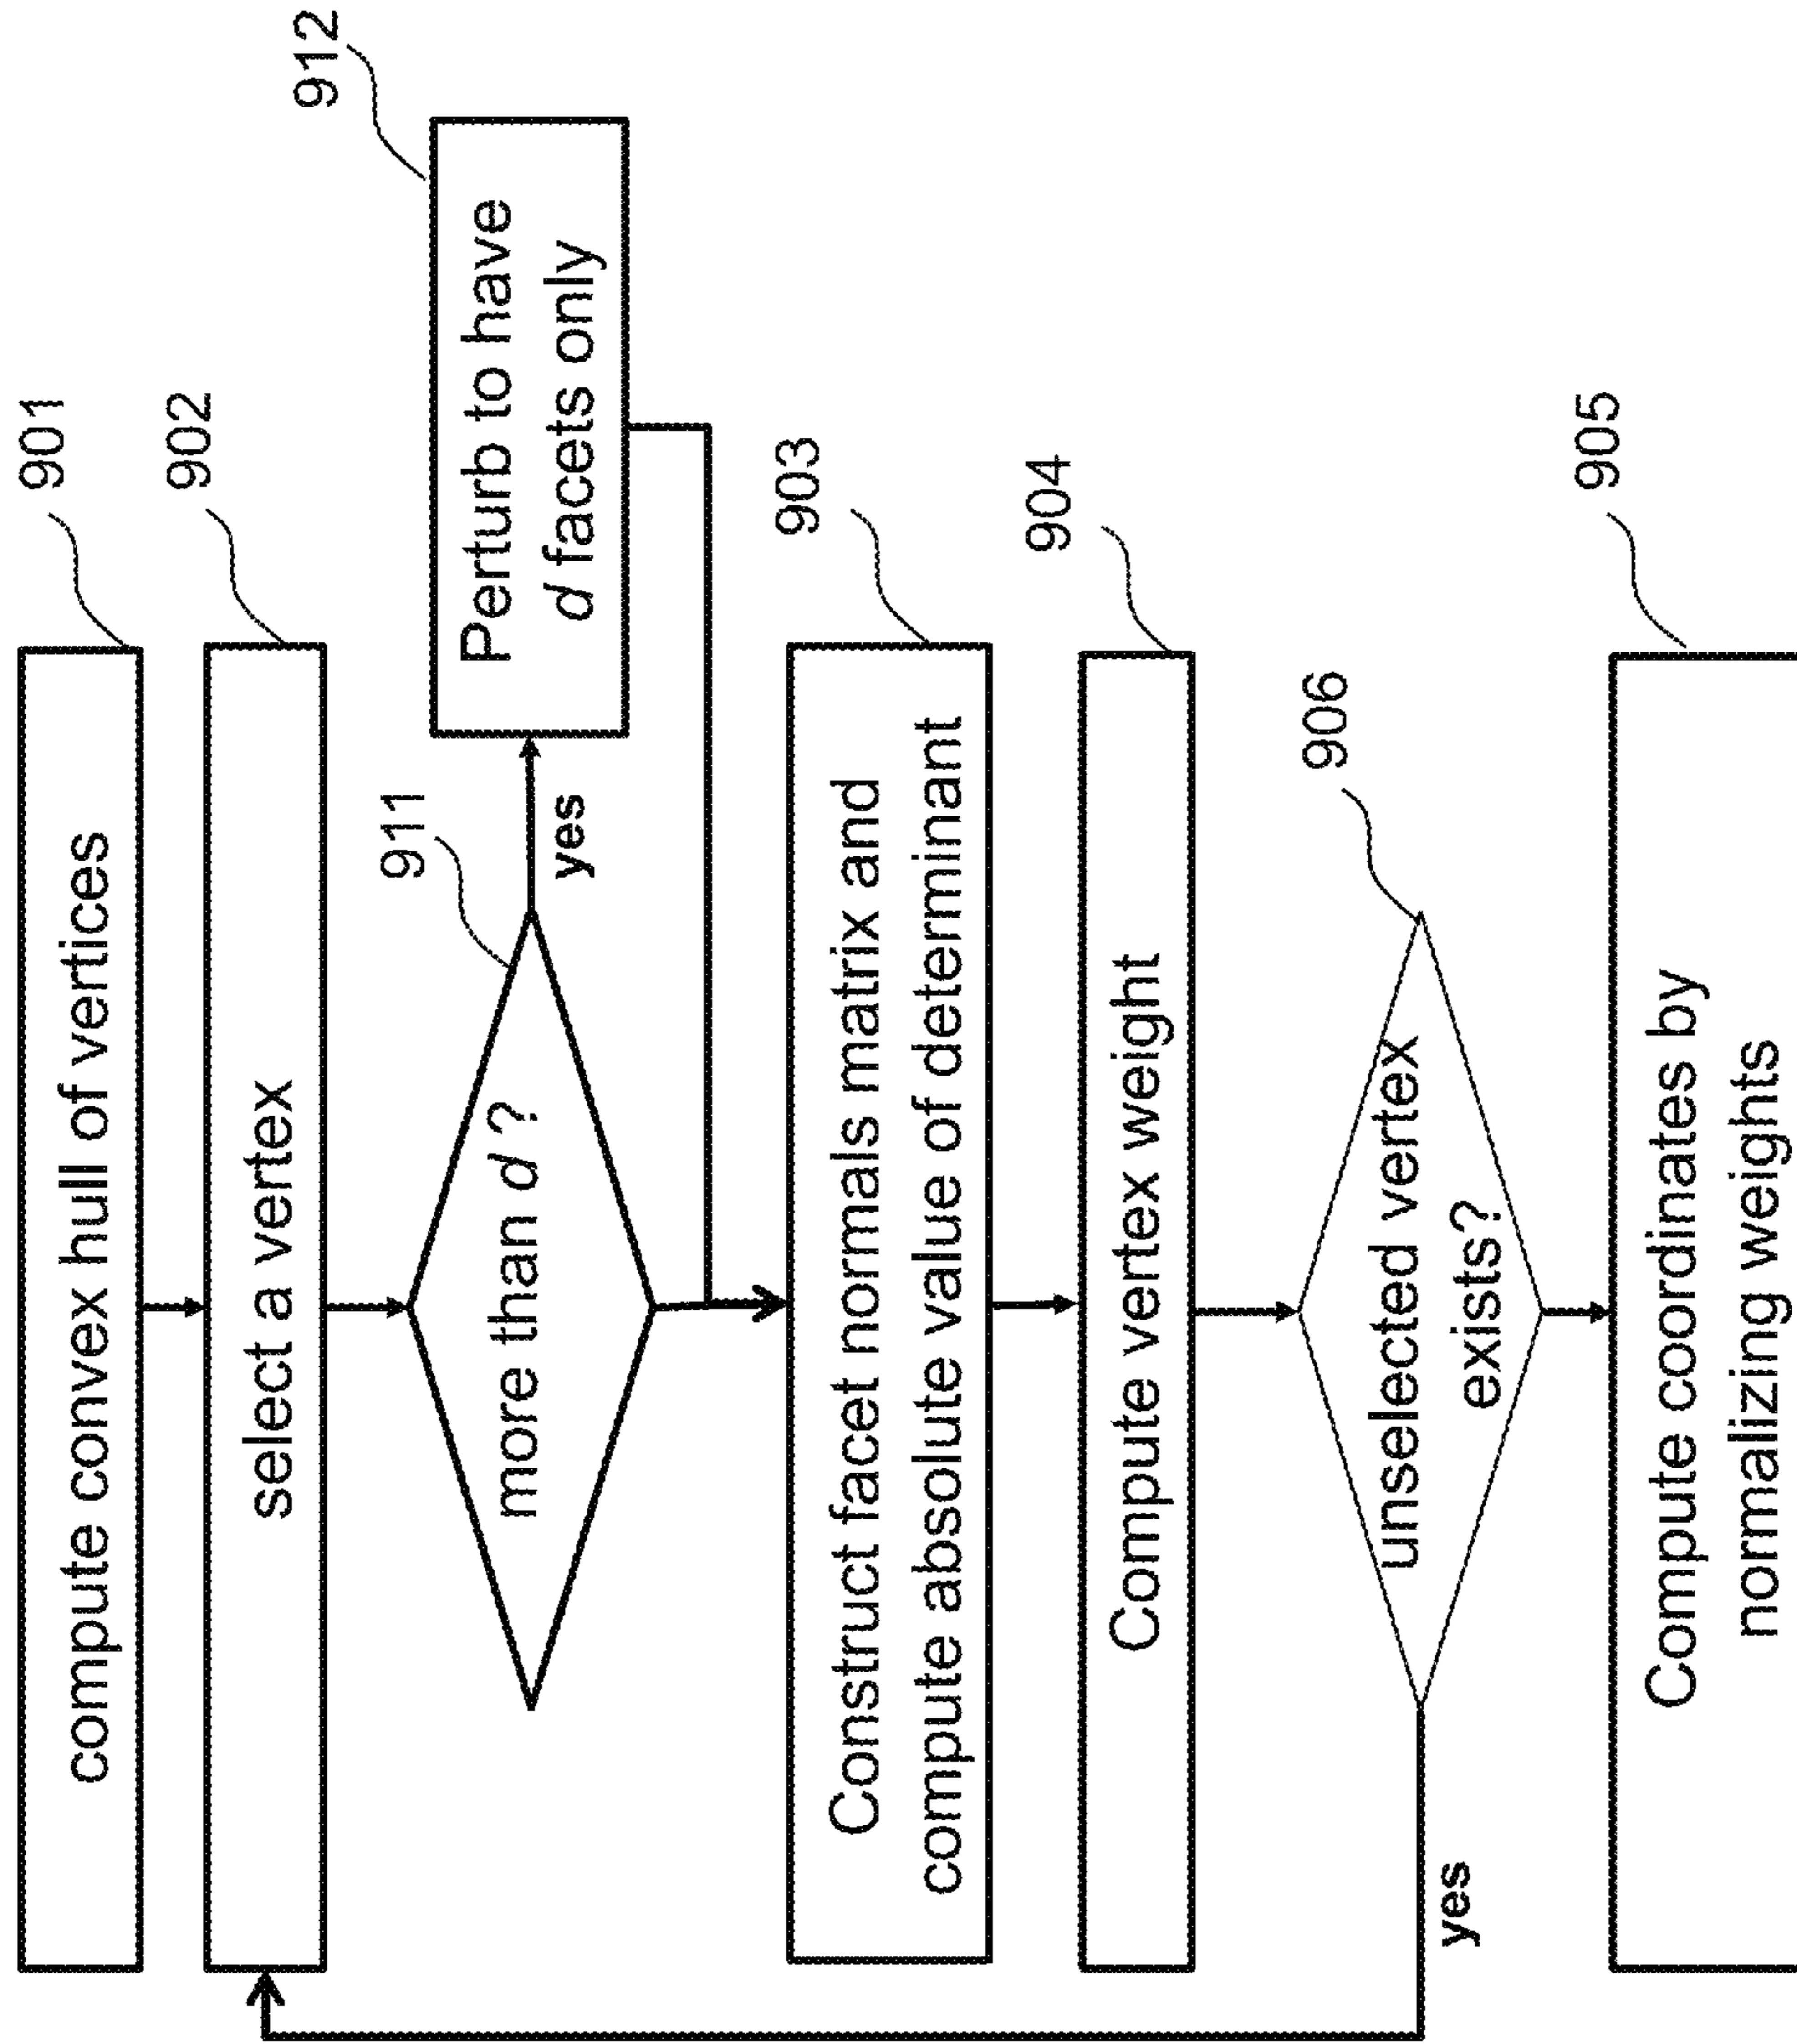 901
compute convex hull of vertices
902
select a vertex
911
more than d ?
yes
912
Perturb to have
d facets only
903
Construct facet normals matrix and
compute absolute value of determinant
904
Compute vertex weight
906
unselected vertex
exists?
yes
905
Compute coordinates by
normalizing weights